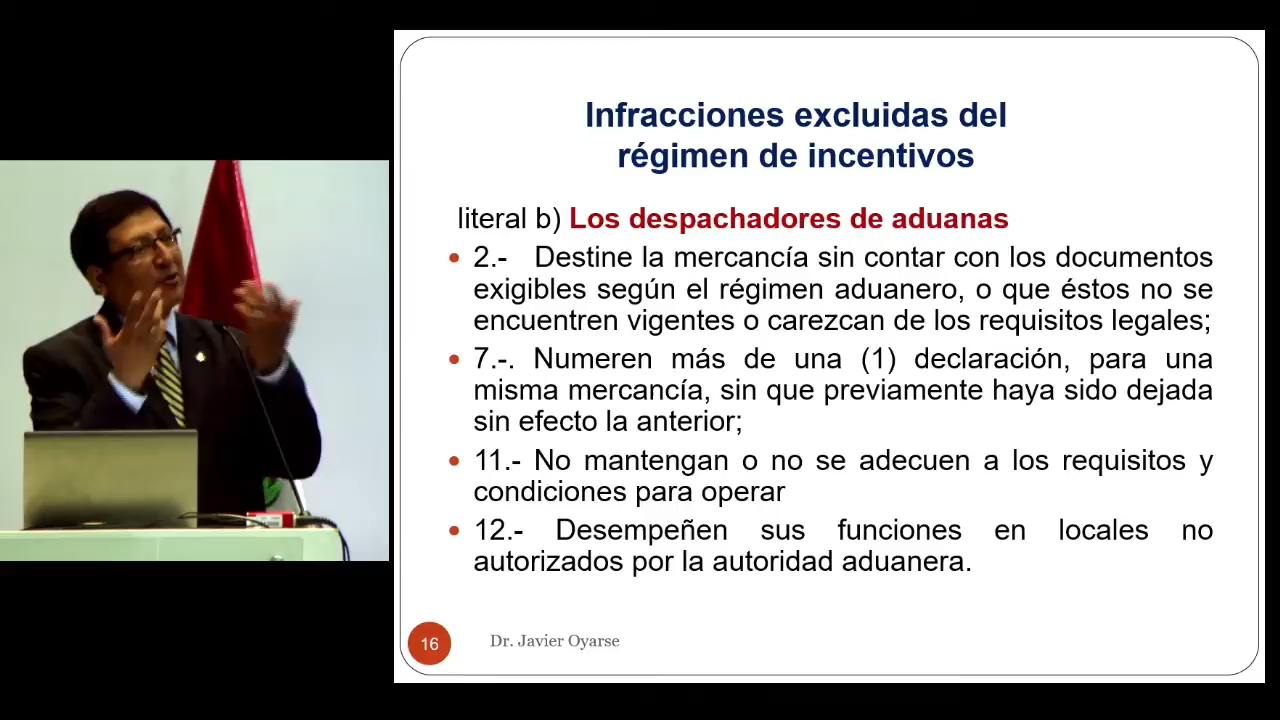 Infracciones excluidas del
régimen de incentivos
literal b) Los despachadores de aduanas
• 2.- Destine la mercancía sin contar con los documentos
exigibles según el régimen aduanero, o que éstos no se
encuentren vigentes o carezcan de los requisitos legales;
• 7.-. Numeren más de una (1) declaración, para una
misma mercancía, sin que previamente haya sido dejada
sin efecto la anterior;
• 11.- No mantengan o no se adecuen a los requisitos y
condiciones para operar
• 12.- Desempeñen sus funciones en locales no
autorizados por la autoridad aduanera.
16
Dr. Javier Oyarse